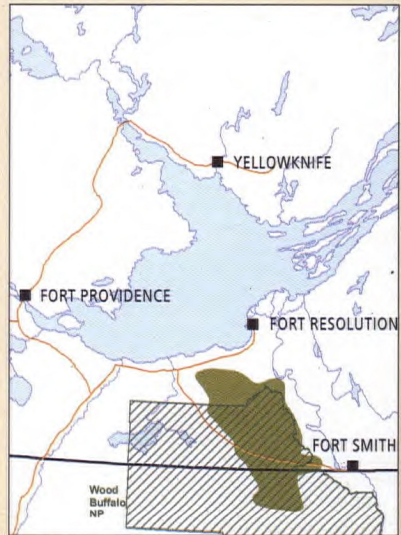 YELLOWKNIFE
FORT PROVIDENCE
FORT RESOLUTION
FORT SMITH
Wood
Buffalo
NP